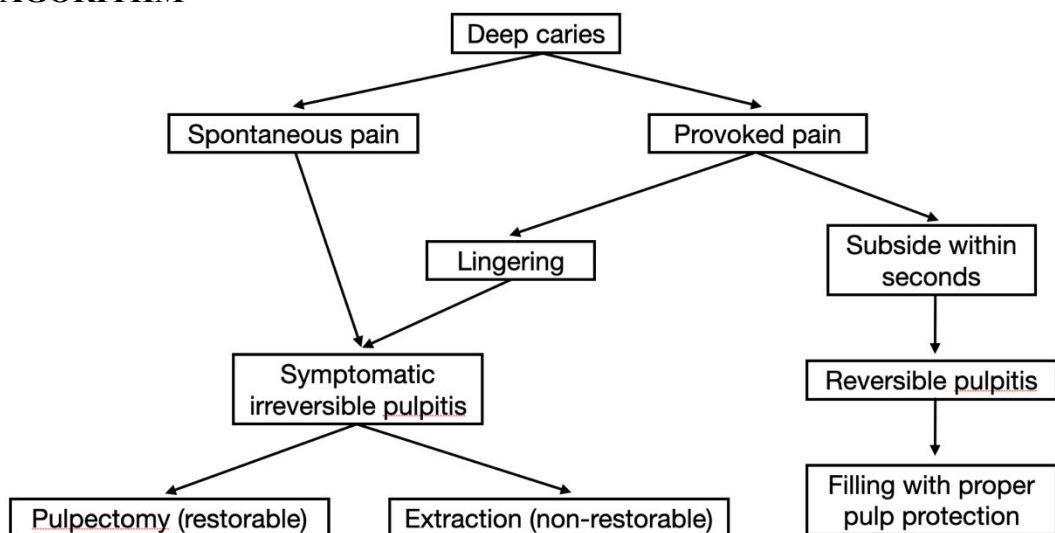 Deep caries
Spontaneous pain
Provoked pain
Lingering
Subside within
seconds
Symptomatic
irreversible pulpitis
Reversible pulpitis
Pulpectomy (restorable)
Extraction (non-restorable)
Filling with proper
pulp protection